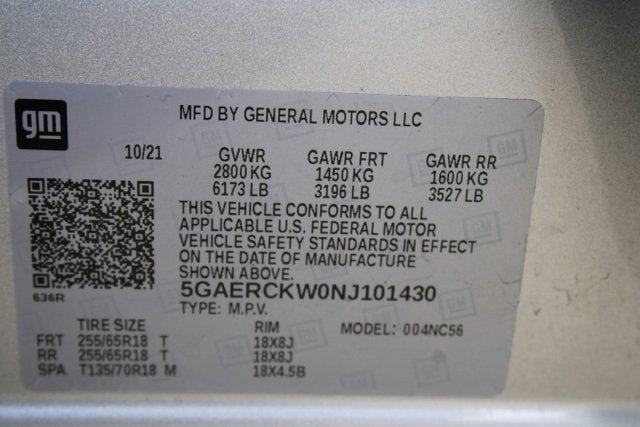 gm
MFD BY GENERAL MOTORS LLC
10/21 GVWR GAWR FRT GAWR RR
2800 KG 1450 KG 1600 KG
6173 LB 3196 LB 3527 LB
THIS VEHICLE CONFORMS TO ALL
APPLICABLE U.S. FEDERAL MOTOR
VEHICLE SAFETY STANDARDS IN EFFECT
ON THE DATE OF MANUFACTURE
SHOWN ABOVE.
636R
5GAERCKW0NJ101430
TYPE: M.P.V.
TIRE SIZE RIM MODEL: 004NC56
FRT 255/65R18 T 18X8J
RR 255/65R18 T 18X8J
SPA T135/70R18 M 18X4.5B